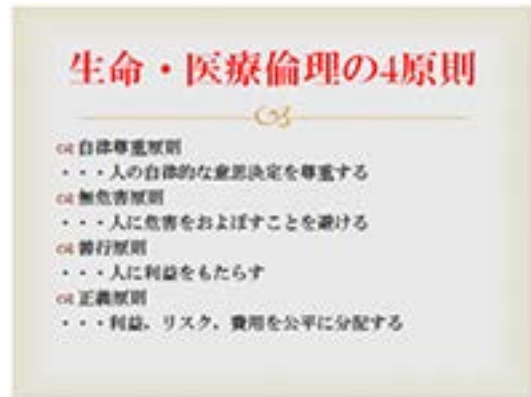 生命・医療倫理の4原則
自律尊重原則
・・・人の自律的な意思決定を尊重する
無危害原則
・・・人に危害をおよぼすことを避ける
善行原則
・・・人に利益をもたらす
正義原則
・・・利益、リスク、費用を公平に分配する